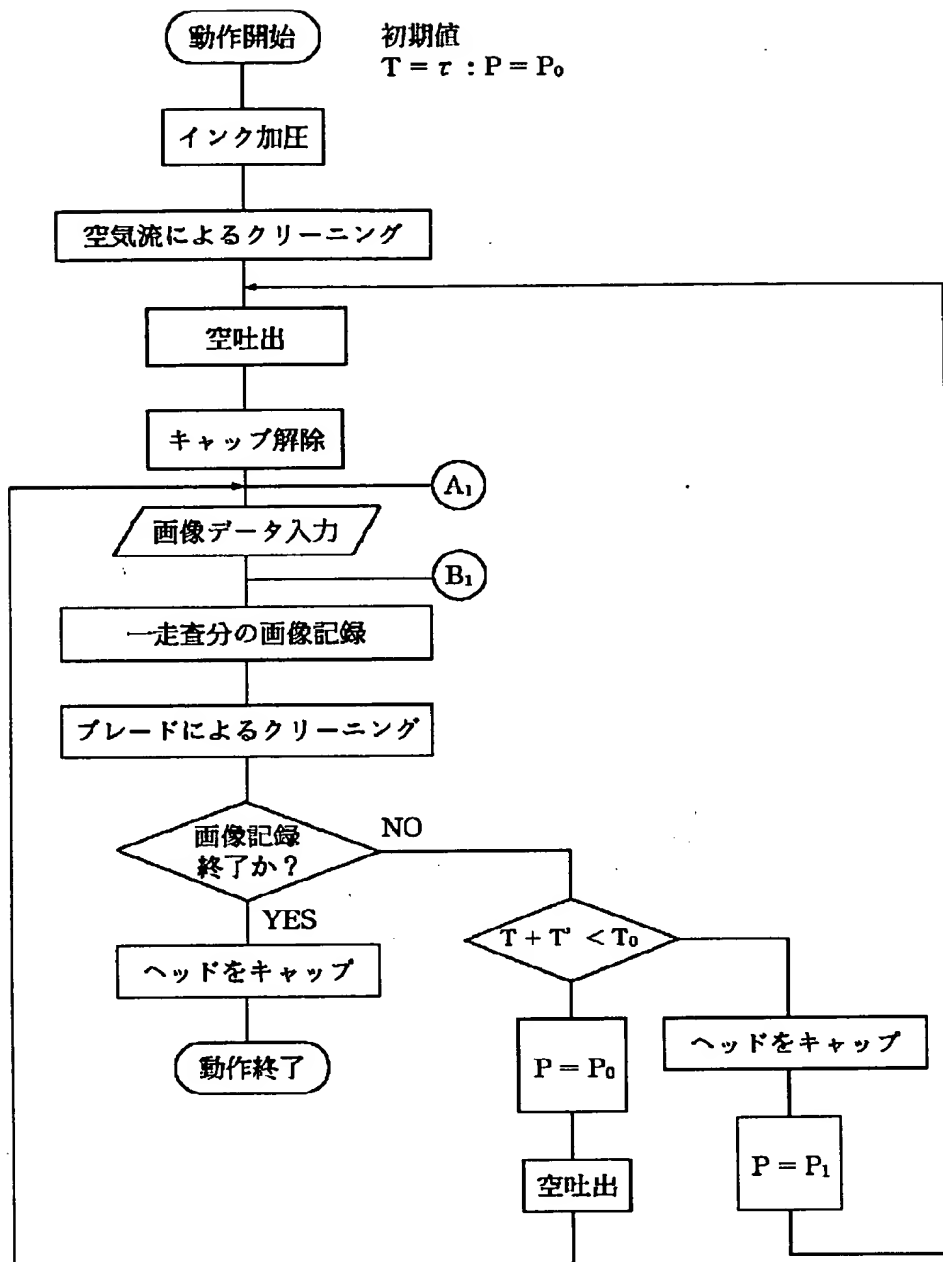 動作開始
初期値
T = τ : P = P₀
インク加圧
空気流によるクリーニング
空吐出
キャップ解除
A₁
画像データ入力
B₁
一走査分の画像記録
ブレードによるクリーニング
画像記録
終了か？
NO
YES
T + T' < T₀
ヘッドをキャップ
動作終了
P = P₀
空吐出
ヘッドをキャップ
P = P₁